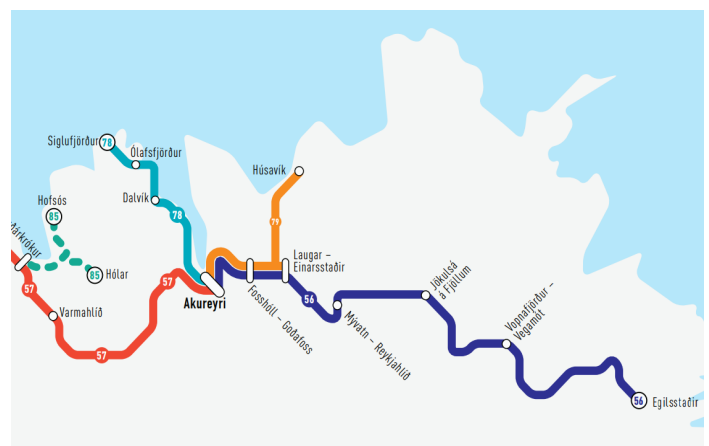 Siglufjörður
78
Ólafsfjörður
Dalvík
78
Húsavík
79
Hofsós
85
85
Hólar
57
Varmahlíð
57
57
Akureyri
Fosshóll – Goðafoss
Laugar –
Einarsstaðir
56
Mývatn – Reykjahlíð
Jökulsá
á Fjöllum
Vopnafjörður –
Vegamót
56
Egilsstaðir